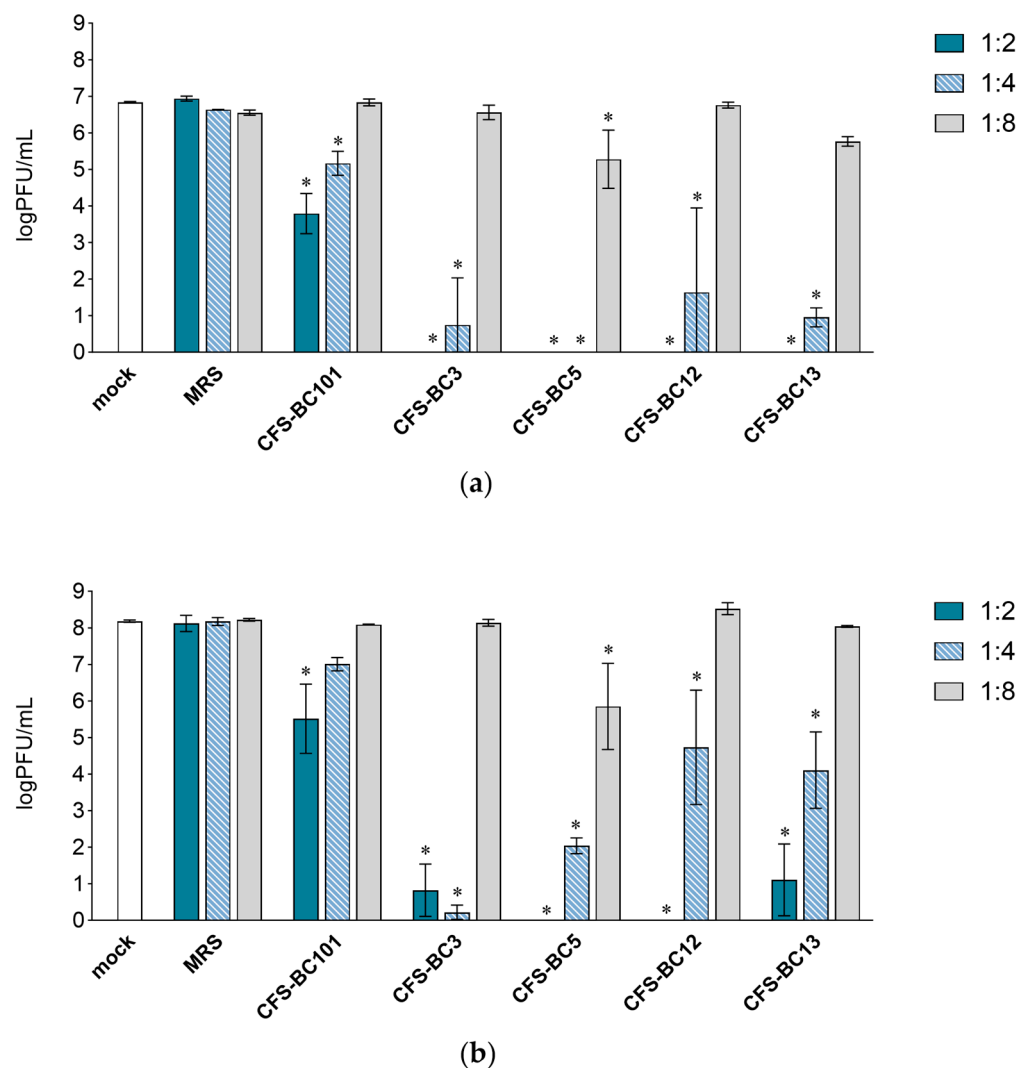 9
8
7
6
5
4
3
2
1
0
logPFU/mL
* * * * * * * * * * *
mock
MRS
CFS-BC101
CFS-BC3
CFS-BC5
CFS-BC12
CFS-BC13
1:2
1:4
1:8
(a)
9
8
7
6
5
4
3
2
1
0
logPFU/mL
* * * * * * * * * * *
mock
MRS
CFS-BC101
CFS-BC3
CFS-BC5
CFS-BC12
CFS-BC13
1:2
1:4
1:8
(b)